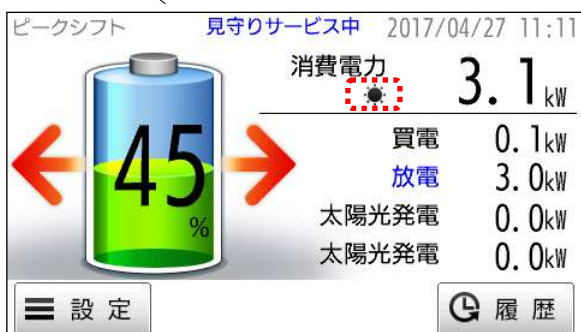 ピークシフト 見守りサービス中 2017/04/27 11:11
消費電力 3.1kW
45%
買電 0.1kW
放電 3.0kW
太陽光発電 0.0kW
太陽光発電 0.0kW
設定 履歴